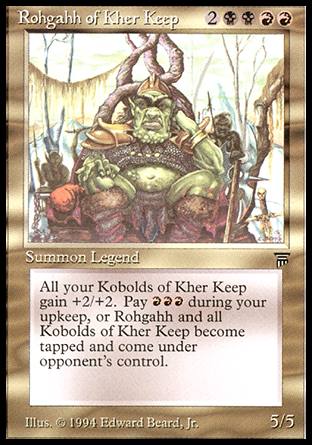 Rohgahh of Kher Keep 2
Summon Legend
All your Kobolds of Kher Keep
gain +2/+2. Pay during your
upkeep, or Rohgahh and all
Kobolds of Kher Keep become
tapped and come under
opponent's control.
Illus. © 1994 Edward Beard, Jr. 5/5